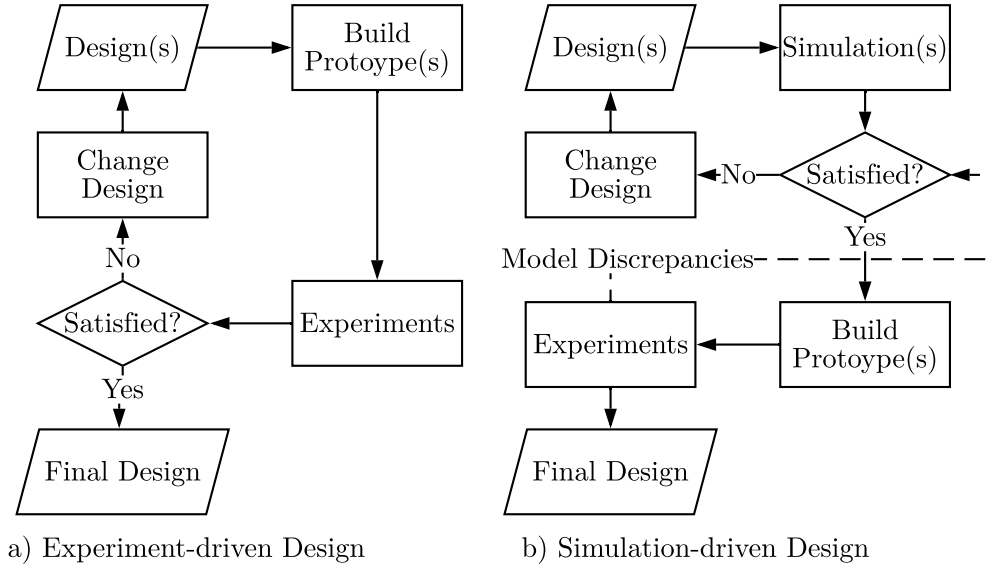 Design(s)
Build
Protoype(s)
Change
Design
No
Satisfied?
Experiments
Yes
Final Design
a) Experiment-driven Design
Design(s)
Simulation(s)
Change
Design
No
Satisfied?
Yes
Model Discrepancies
Experiments
Build
Protoype(s)
Final Design
b) Simulation-driven Design